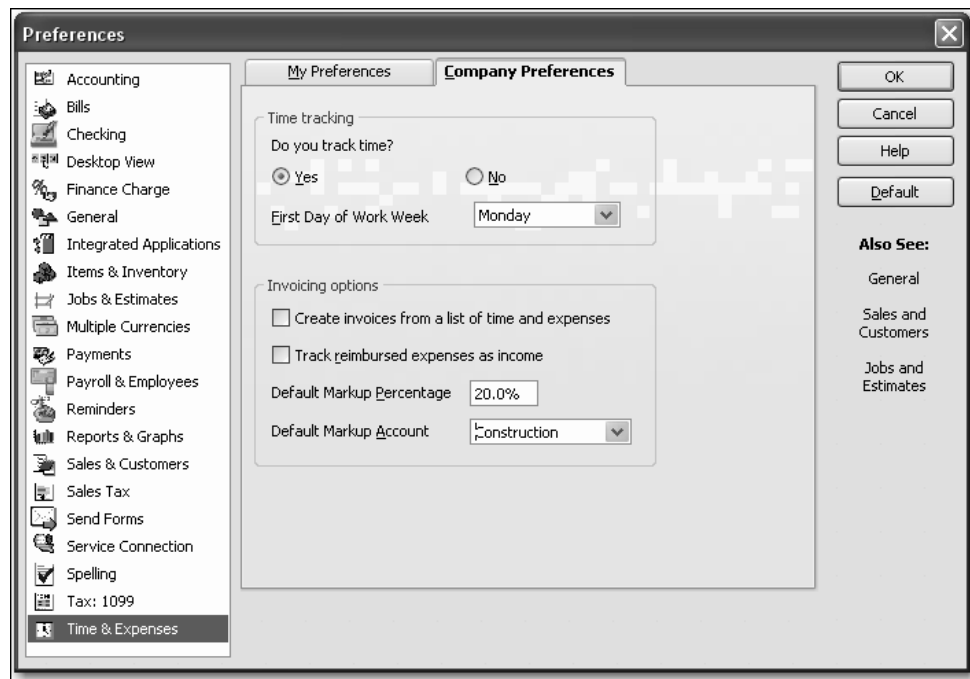 Preferences
Accounting
Bills
Checking
Desktop View
Finance Charge
General
Integrated Applications
Items & Inventory
Jobs & Estimates
Multiple Currencies
Payments
Payroll & Employees
Reminders
Reports & Graphs
Sales & Customers
Sales Tax
Send Forms
Service Connection
Spelling
Tax: 1099
Time & Expenses
My Preferences
Company Preferences
Time tracking
Do you track time?
Yes No
First Day of Work Week Monday
Invoicing options
Create invoices from a list of time and expenses
Track reimbursed expenses as income
Default Markup Percentage 20.0%
Default Markup Account Construction
OK
Cancel
Help
Default
Also See:
General
Sales and
Customers
Jobs and
Estimates